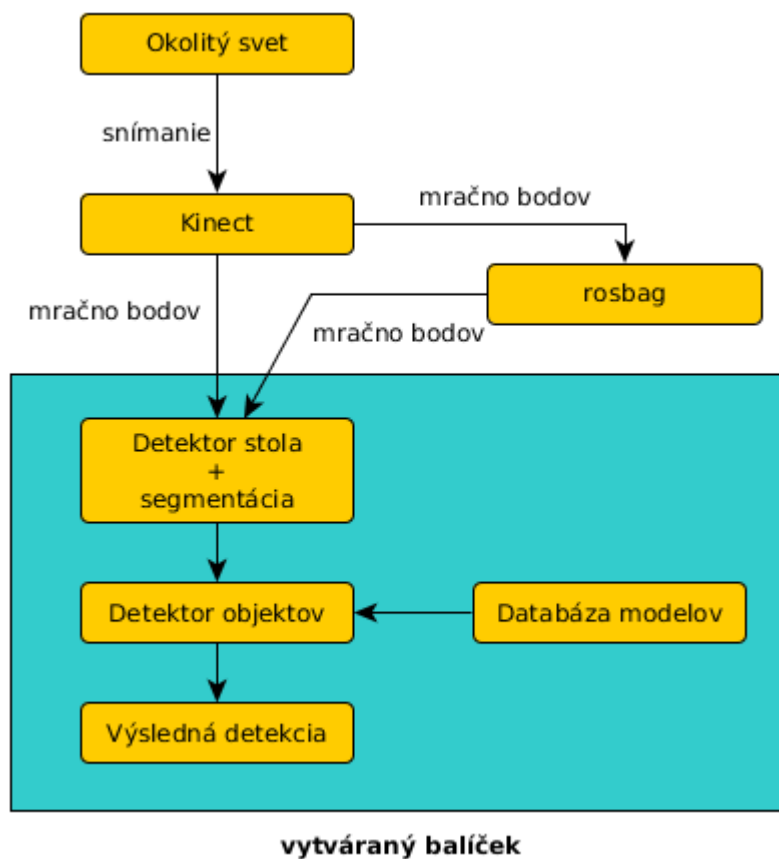 Okolitý svet
snímanie
Kinect
mračno bodov
rosbag
mračno bodov
mračno bodov
Detektor stola
+
segmentácia
Detektor objektov
Databáza modelov
Výsledná detekcia
vytváraný balíček